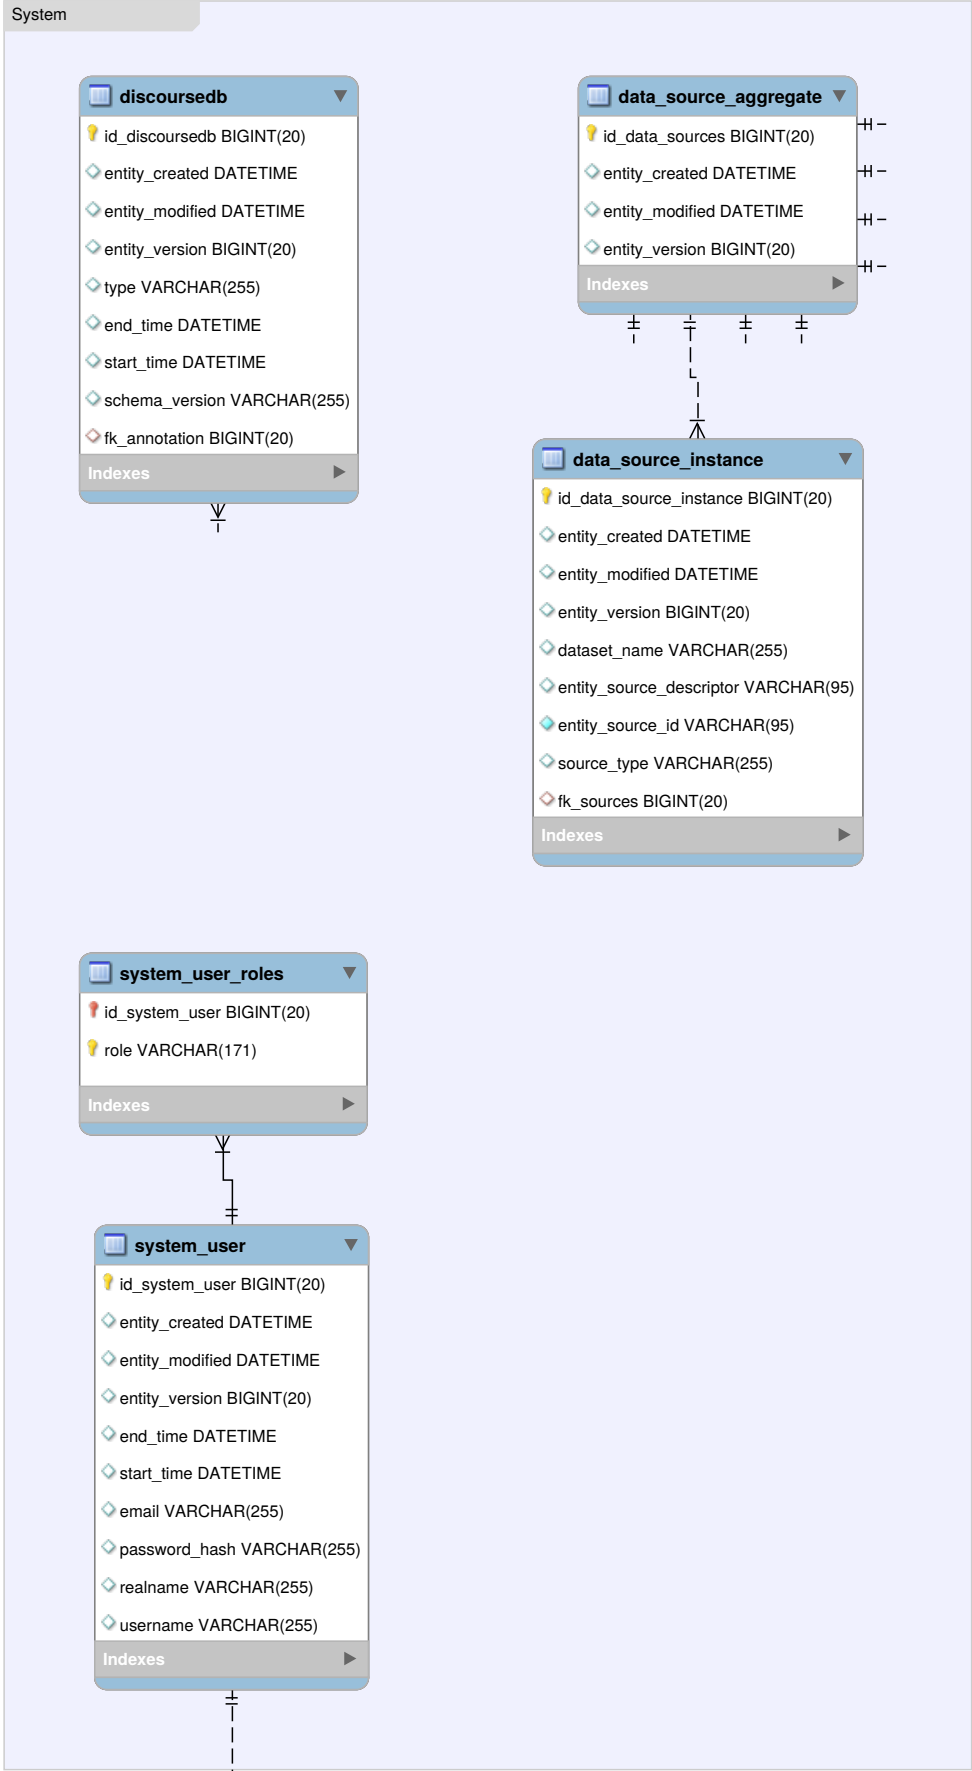 System
discoursedb
id_discoursedb BIGINT(20)
entity_created DATETIME
entity_modified DATETIME
entity_version BIGINT(20)
type VARCHAR(255)
end_time DATETIME
start_time DATETIME
schema_version VARCHAR(255)
fk_annotation BIGINT(20)
Indexes
data_source_aggregate
id_data_sources BIGINT(20)
entity_created DATETIME
entity_modified DATETIME
entity_version BIGINT(20)
Indexes
data_source_instance
id_data_source_instance BIGINT(20)
entity_created DATETIME
entity_modified DATETIME
entity_version BIGINT(20)
dataset_name VARCHAR(255)
entity_source_descriptor VARCHAR(95)
entity_source_id VARCHAR(95)
source_type VARCHAR(255)
fk_sources BIGINT(20)
Indexes
system_user_roles
id_system_user BIGINT(20)
role VARCHAR(171)
Indexes
system_user
id_system_user BIGINT(20)
entity_created DATETIME
entity_modified DATETIME
entity_version BIGINT(20)
end_time DATETIME
start_time DATETIME
email VARCHAR(255)
password_hash VARCHAR(255)
realname VARCHAR(255)
username VARCHAR(255)
Indexes